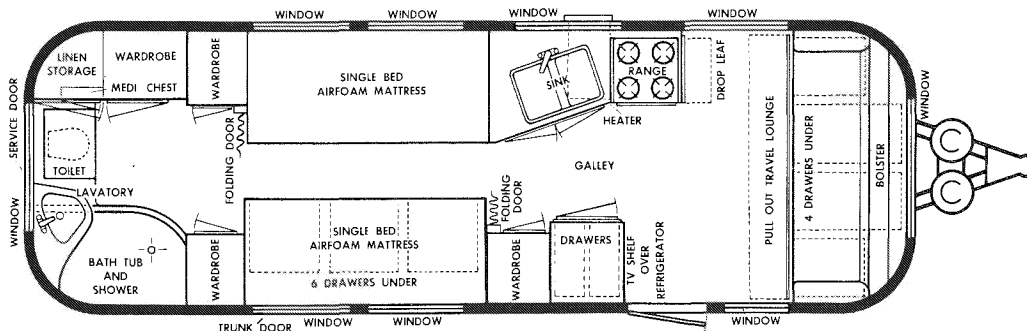 WINDOW
WINDOW
WINDOW
WINDOW
LINEN
STORAGE
WARDROBE
MEDI CHEST
WARDROBE
SINGLE BED
AIRFOAM MATTRESS
SINK
RANGE
DROP LEAF
HEATER
SERVICE DOOR
TOILET
LAVATORY
WINDOW
FOLDING DOOR
GALLEY
FOLDING
DOOR
PULL OUT TRAVEL LOUNGE
4 DRAWERS UNDER
BOLSTER
WINDOW
BATH TUB
AND
SHOWER
WARDROBE
SINGLE BED
AIRFOAM MATTRESS
6 DRAWERS UNDER
WARDROBE
DRAWERS
TV SHELF
OVER
REFRIGERATOR
TRUNK DOOR
WINDOW
WINDOW
WINDOW